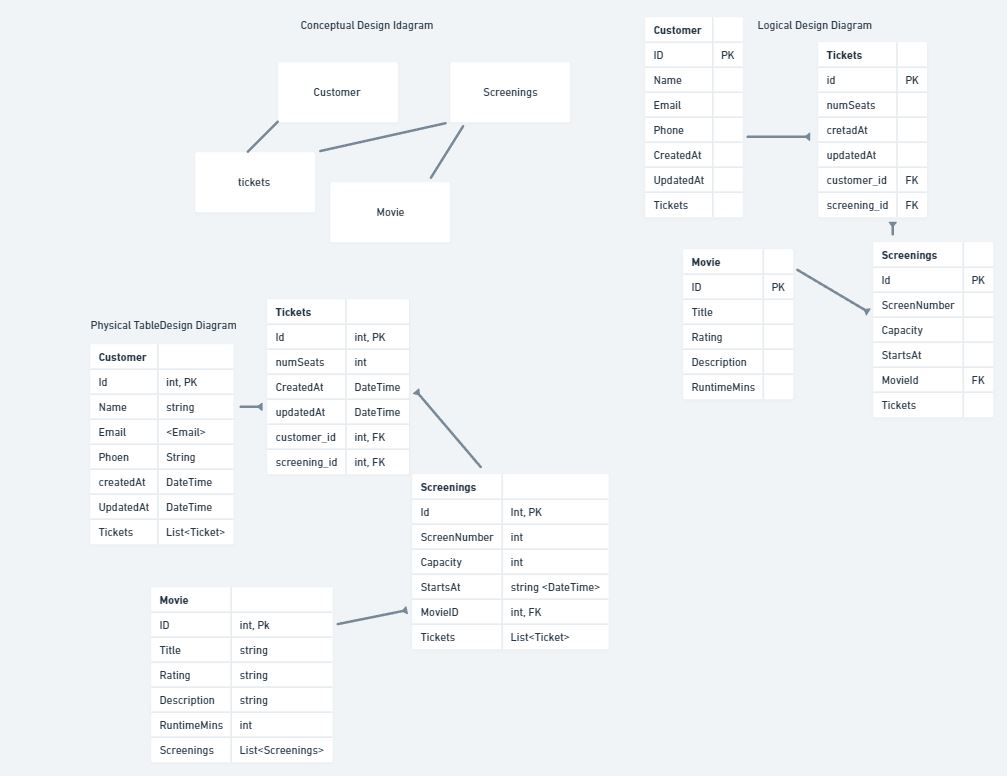 Conceptual Design Idagram
Customer
Screenings
tickets
Movie
Logical Design Diagram
Customer
ID PK
Name
Email
Phone
CreatedAt
UpdatedAt
Tickets
Tickets
id PK
numSeats
cretadAt
updatedAt
customer_id FK
screening_id FK
Movie
ID PK
Title
Rating
Description
RuntimeMins
Screenings
Id PK
ScreenNumber
Capacity
StartsAt
MovieId FK
Tickets
Physical TableDesign Diagram
Customer
Id int, PK
Name string
Email <Email>
Phoen String
createdAt DateTime
UpdatedAt DateTime
Tickets List<Ticket>
Tickets
Id int, PK
numSeats int
CreatedAt DateTime
updatedAt DateTime
customer_id int, FK
screening_id int, FK
Screenings
Id Int, PK
ScreenNumber int
Capacity int
StartsAt string <DateTime>
MovieID int, FK
Tickets List<Ticket>
Movie
ID int, Pk
Title string
Rating string
Description string
RuntimeMins int
Screenings List<Screenings>